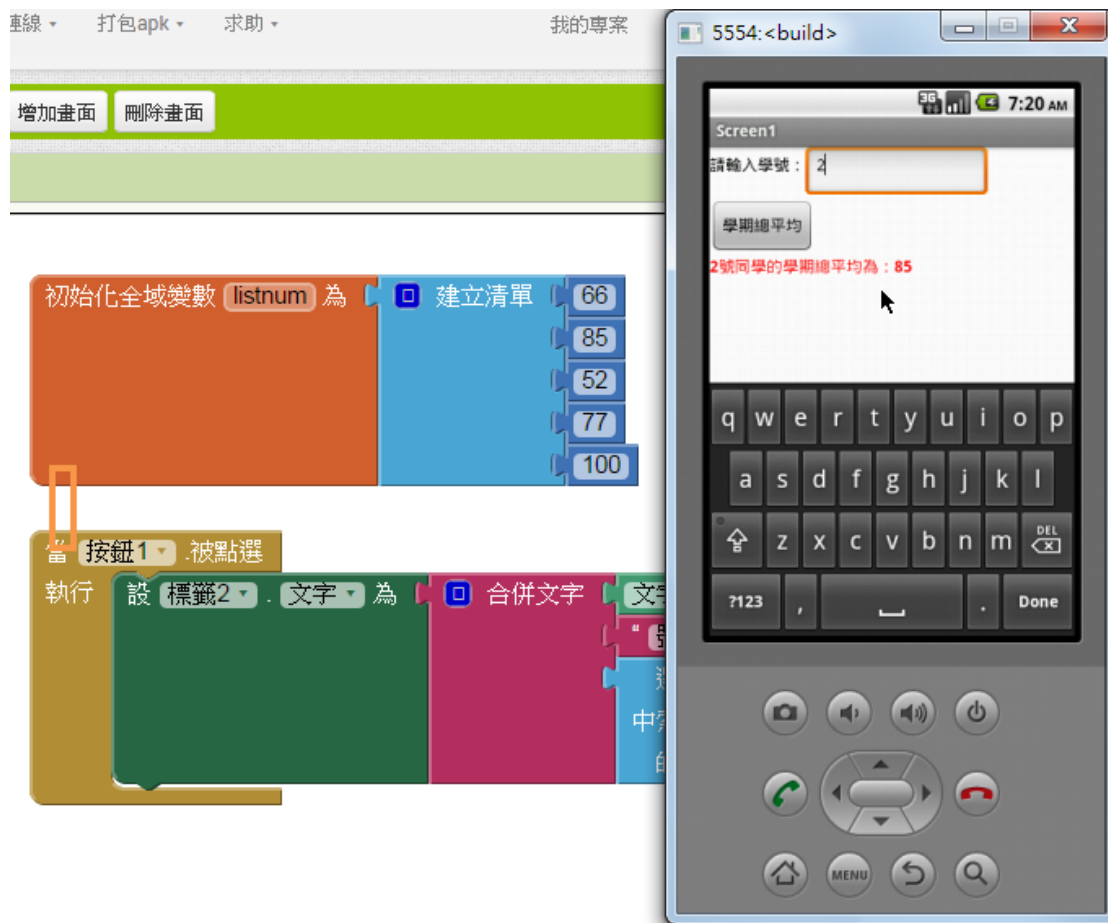 連線 打包apk 求助 我的專案
增加畫面 刪除畫面
初始化全域變數 listnum 為 建立清單 66
85
52
77
100
當 按鈕1 .被點選
執行 設 標籤2 . 文字 為 合併文字
中
5554:<build>
3G 7:20 AM
Screen1
請輸入學號： 2
學期總平均
2號同學的學期總平均為：85
q w e r t y u i o p
a s d f g h j k l
z x c v b n m DEL
?123 , . Done
MENU